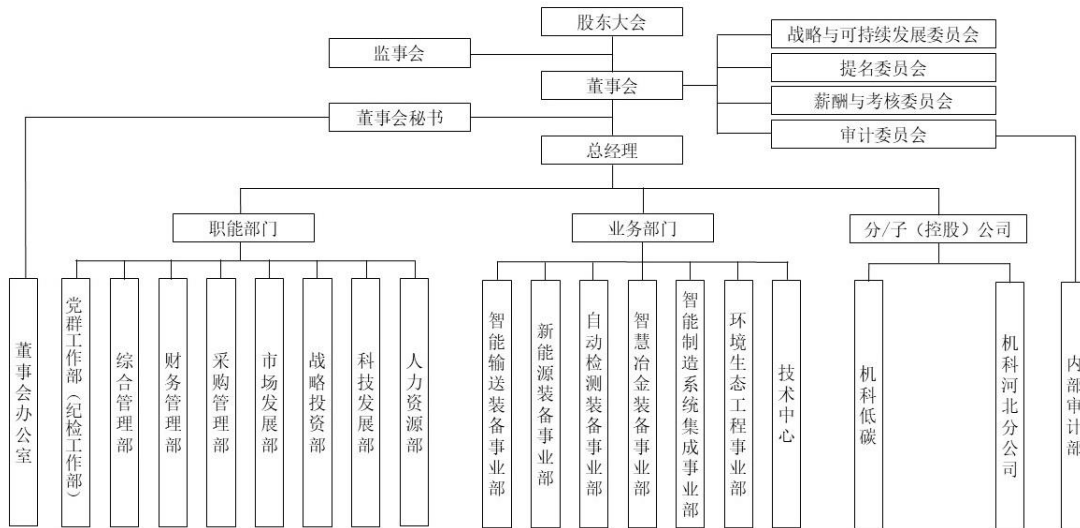 股东大会
监事会
董事会
战略与可持续发展委员会
提名委员会
薪酬与考核委员会
审计委员会
董事会秘书
总经理
职能部门
业务部门
分/子（控股）公司
董事会办公室
党群工作部（纪检工作部）
综合管理部
财务管理部
采购管理部
市场发展部
战略投资部
科技发展部
人力资源部
智能输送装备事业部
新能源装备事业部
自动检测装备事业部
智慧冶金装备事业部
智能制造系统集成事业部
环境生态工程事业部
技术中心
机科低碳
机科河北分公司
内部审计部